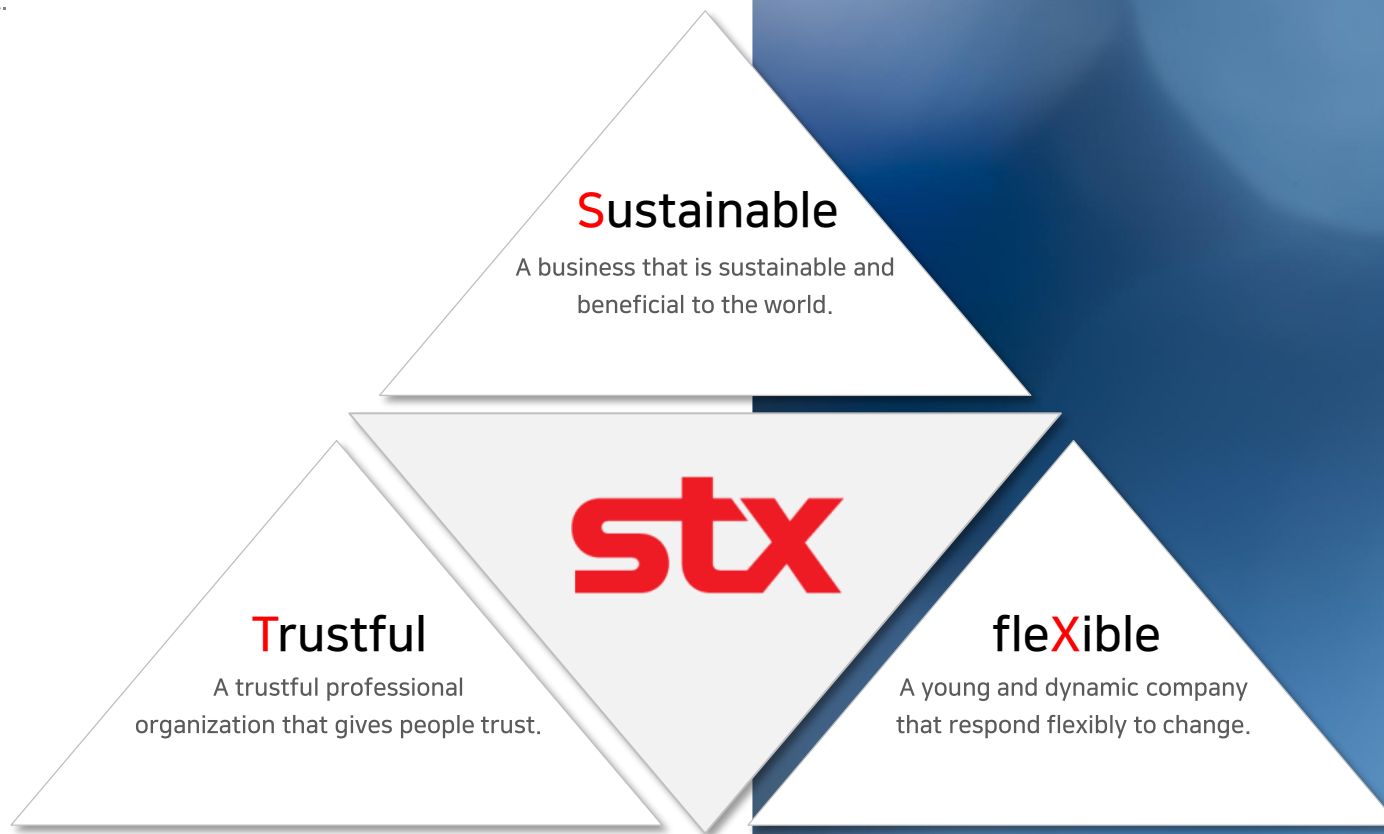 Sustainable
A business that is sustainable and
beneficial to the world.
stx
Trustful
A trustful professional
organization that gives people trust.
fleXible
A young and dynamic company
that respond flexibly to change.